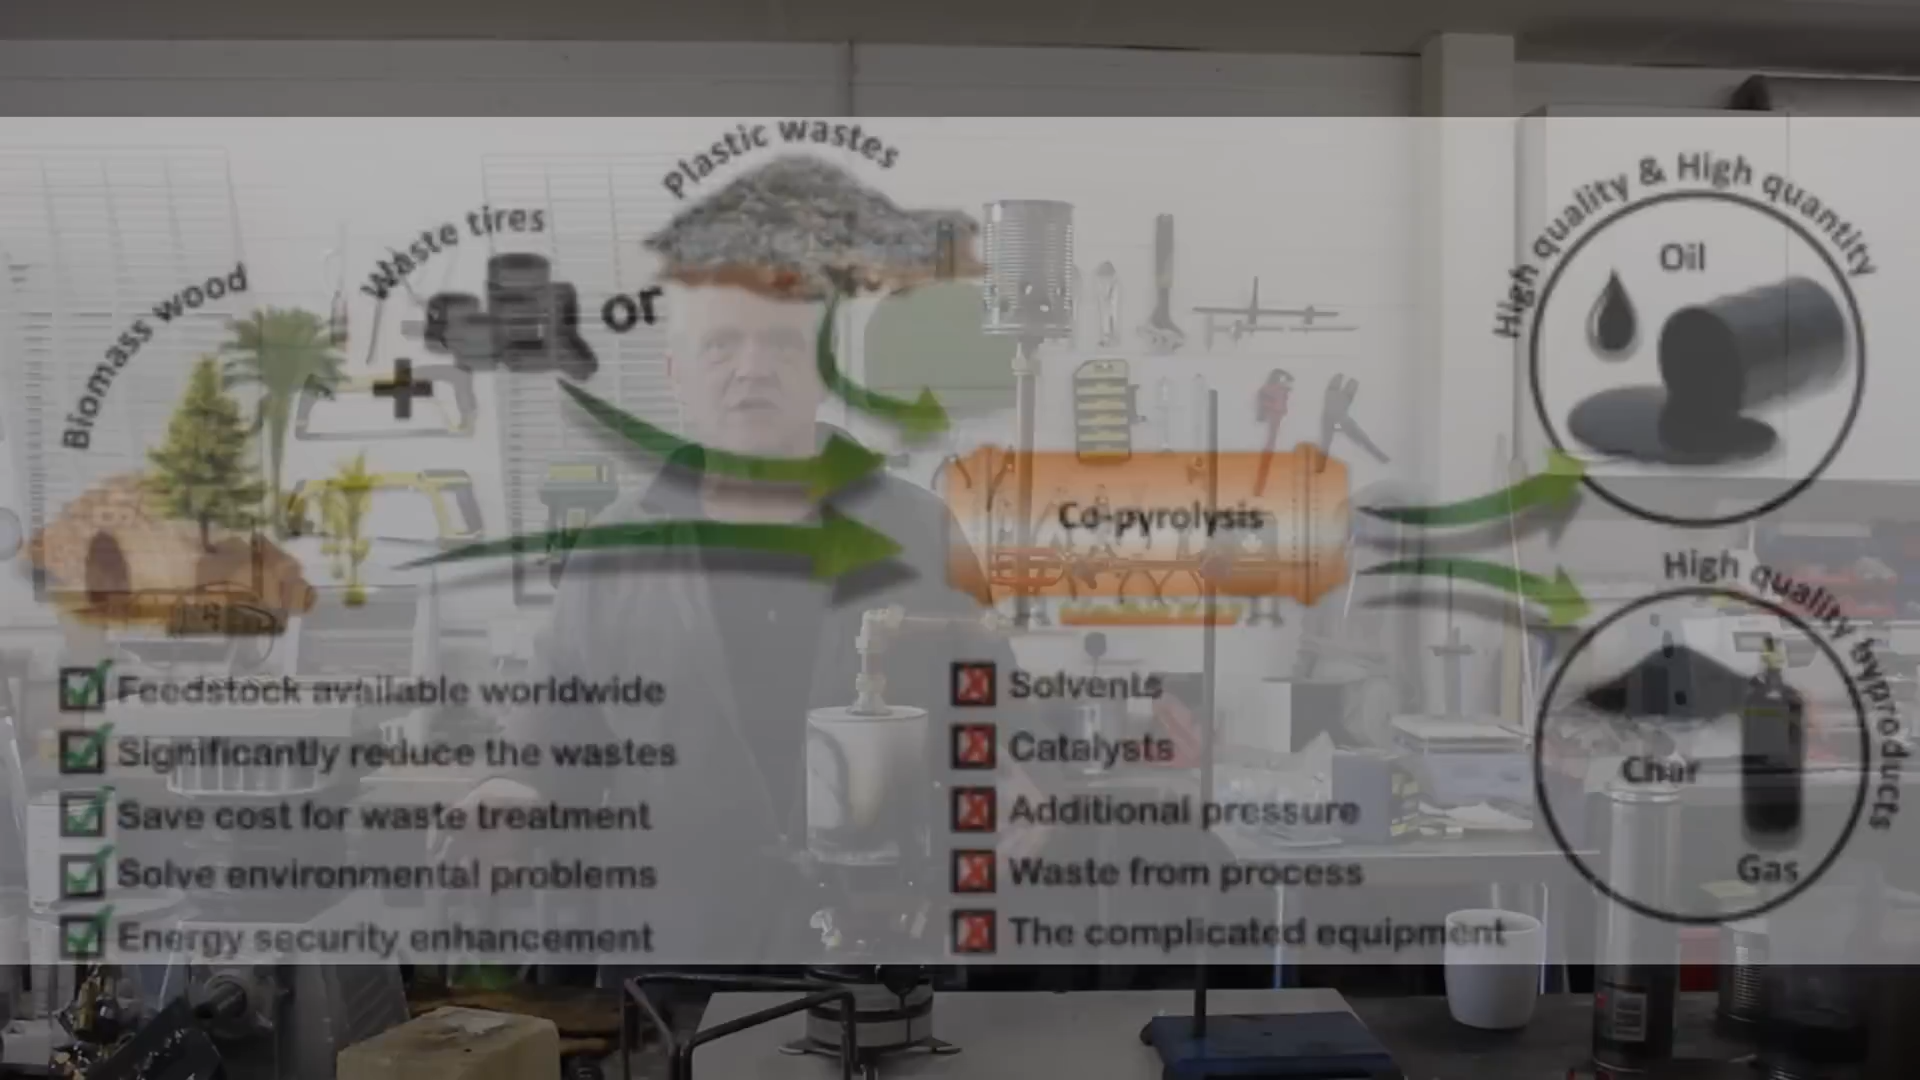 Plastic wastes
High quality & High quantity
Waste tires
Oil
Biomass wood
or
+
Co-pyrolysis
High quality byproducts
Feedstock available worldwide
Significantly reduce the wastes
Save cost for waste treatment
Solve environmental problems
Energy security enhancement
Solvents
Catalysts
Additional pressure
Waste from process
The complicated equipment
Char
Gas